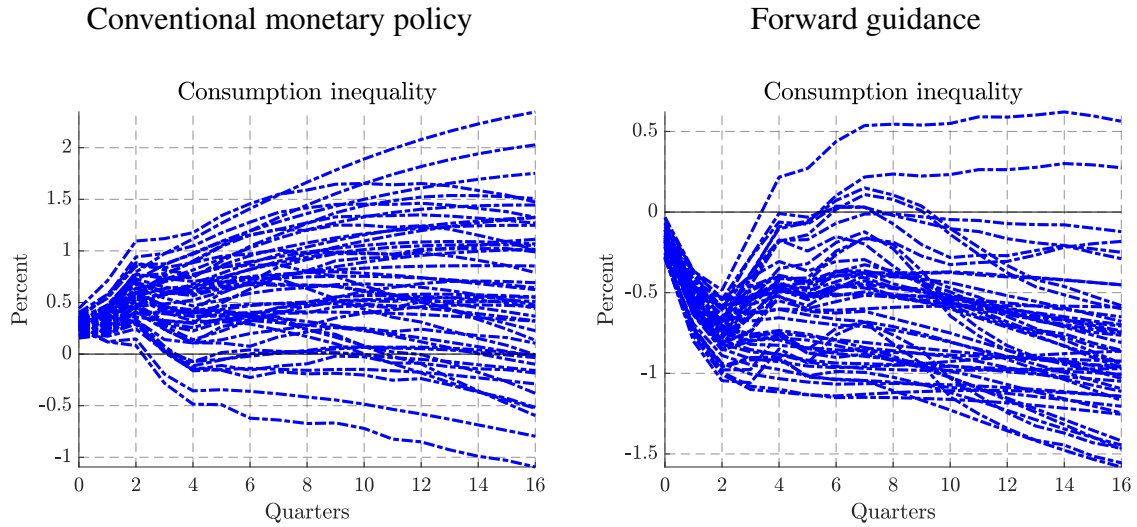 Conventional monetary policy
Consumption inequality
Percent
2
1.5
1
0.5
0
-0.5
-1
0 2 4 6 8 10 12 14 16
Quarters
Forward guidance
Consumption inequality
Percent
0.5
0
-0.5
-1
-1.5
0 2 4 6 8 10 12 14 16
Quarters